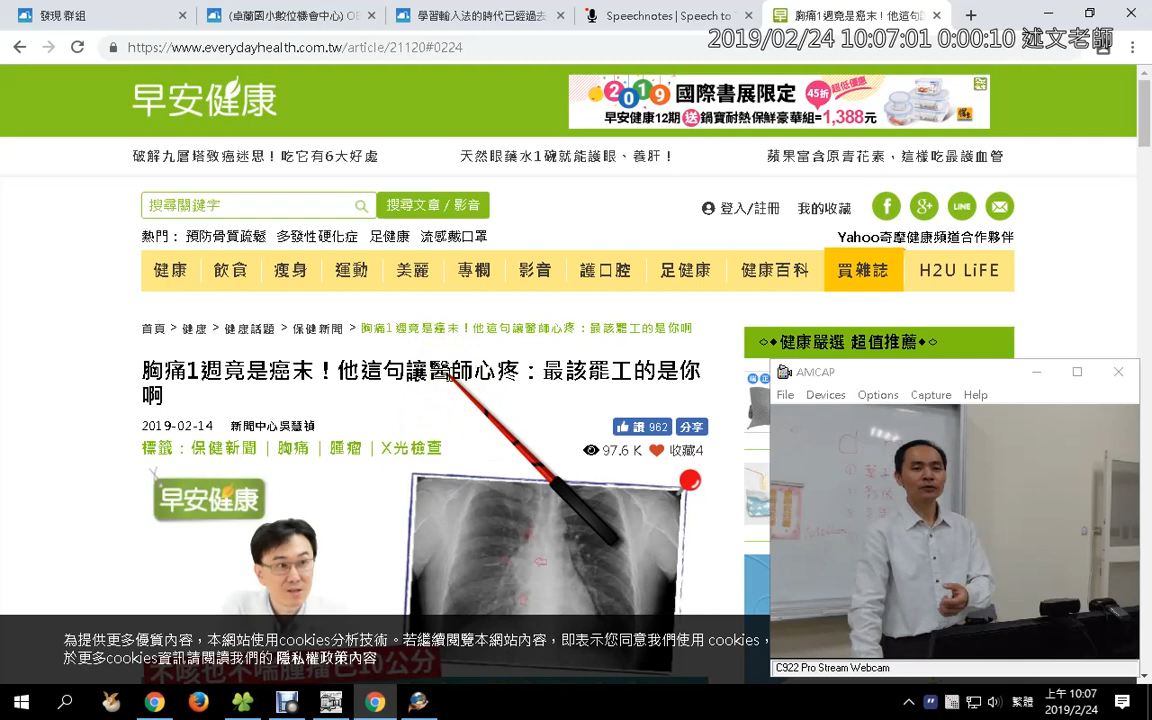 發現 群組
(卓蘭國小數位機會中心) O
學習輸入法的時代已經過去
Speechnotes | Speech to
胸痛1週竟是癌末！他這句
https://www.everydayhealth.com.tw/article/21120#0224
2019/02/24 10:07:01 0:00:10 述文老師
早安健康
2019 國際書展限定 45折 超低優惠
早安健康12期 送 鍋寶耐熱保鮮豪華組=1,388元
破解九層塔致癌迷思！吃它有6大好處
天然眼藥水1碗就能護眼、養肝！
蘋果富含原青花素，這樣吃最護血管
搜尋關鍵字
搜尋文章 / 影音
登入/註冊 我的收藏
LINE
熱門： 預防骨質疏鬆 多發性硬化症 足健康 流感戴口罩
Yahoo奇摩健康頻道合作夥伴
健康 飲食 瘦身 運動 美麗 專欄 影音 護口腔 足健康 健康百科 買雜誌 H2U LiFE
首頁 > 健康 > 健康話題 > 保健新聞 > 胸痛1週竟是癌末！他這句讓醫師心疼：最該罷工的是你啊
◇◆健康嚴選 超值推薦◆◇
胸痛1週竟是癌末！他這句讓醫師心疼：最該罷工的是你
啊
2019-02-14 新聞中心吳慧禎
讚 962 分享
標籤：保健新聞 | 胸痛 | 腫瘤 | X光檢查
97.6 K 收藏4
早安健康
AMCAP
File Devices Options Capture Help
C922 Pro Stream Webcam
為提供更多優質內容，本網站使用cookies分析技術。若繼續閱覽本網站內容，即表示您同意我們使用 cookies，
於更多cookies資訊請閱讀我們的 隱私權政策內容
不咳也不喘腫瘤已10公分
繁體
上午 10:07
2019/2/24